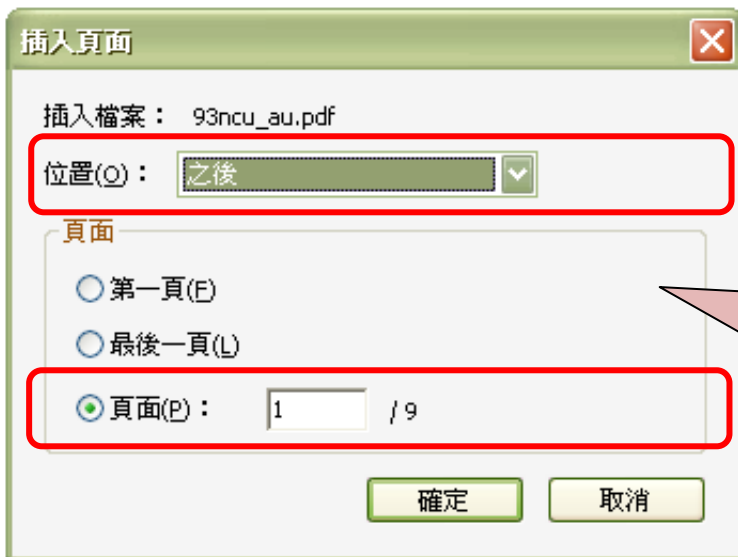 插入頁面
插入檔案： 93ncu_au.pdf
位置(O)： 之後
頁面
第一頁(F)
最後一頁(L)
頁面(P)： 1 / 9
確定 取消